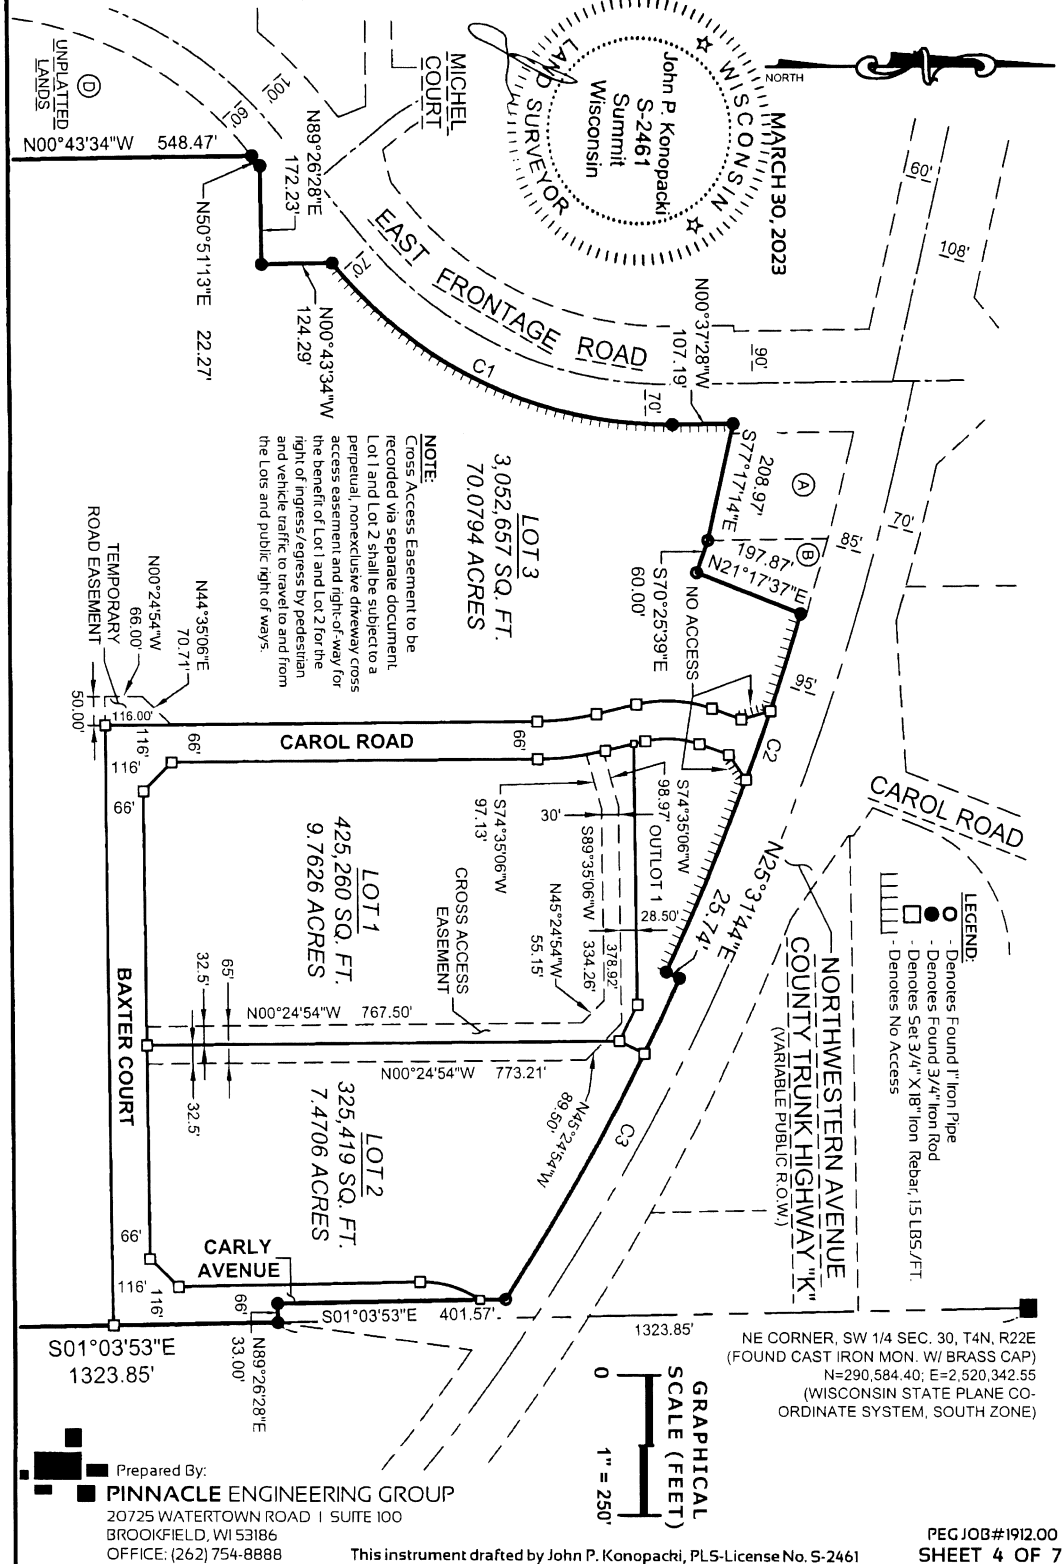 NORTH
MARCH 30, 2023
WISCONSIN
LAND SURVEYOR
John P. Konopacki
S-2461
Summit
Wisconsin
MICHEL
COURT
D
UNPLATTED
LANDS
100'
60'
N00°43'34"W 548.47'
N89°26'28"E
172.23'
N50°51'13"E 22.27'
N00°43'34"W
124.29'
EAST FRONTAGE ROAD
70'
C1
70'
N00°37'28"W
107.19'
90'
60'
108'
70'
85'
95'
S77°17'14"E
208.97'
A
B
197.87'
N21°17'37"E
S70°25'39"E
60.00'
NO ACCESS
LOT 3
3,052,657 SQ. FT.
70.0794 ACRES
NOTE:
Cross Access Easement to be
recorded via separate document.
Lot 1 and Lot 2 shall be subject to a
perpetual, nonexclusive driveway cross
access easement and right-of-way for
the benefit of Lot 1 and Lot 2 for the
right of ingress/egress by pedestrian
and vehicle traffic to travel to and from
the Lots and public right of ways.
N44°35'06"E
70.71'
N00°24'54"W
66.00'
TEMPORARY
ROAD EASEMENT
50.00'
116.00'
116'
66'
CAROL ROAD
66'
116'
66'
C2
CAROL ROAD
S74°35'06"W
98.97'
S74°35'06"W
97.13'
30'
OUTLOT 1
S89°35'06"W 334.26'
378.92'
28.50'
N45°24'54"W
55.15'
N25°31'44"E
25.74'
LOT 1
425,260 SQ. FT.
9.7626 ACRES
CROSS ACCESS
EASEMENT
N00°24'54"W 767.50'
65'
32.5'
32.5'
N00°24'54"W 773.21'
N45°24'54"W
89.50'
C3
BAXTER COURT
LOT 2
325,419 SQ. FT.
7.4706 ACRES
66'
116'
116'
CARLY
AVENUE
66'
S01°03'53"E 401.57'
N89°26'28"E
33.00'
S01°03'53"E
1323.85'
1323.85'
LEGEND:
- Denotes Found 1" Iron Pipe
- Denotes Found 3/4" Iron Rod
- Denotes Set 3/4" X 18" Iron Rebar, 1.5 LBS./FT.
- Denotes No Access
NORTHWESTERN AVENUE
COUNTY TRUNK HIGHWAY "K"
(VARIABLE PUBLIC R.O.W.)
NE CORNER, SW 1/4 SEC. 30, T4N, R22E
(FOUND CAST IRON MON. W/ BRASS CAP)
N=290,584.40; E=2,520,342.55
(WISCONSIN STATE PLANE CO-
ORDINATE SYSTEM, SOUTH ZONE)
GRAPHICAL
SCALE (FEET)
0 1" = 250'
Prepared By:
PINNACLE ENGINEERING GROUP
20725 WATERTOWN ROAD | SUITE 100
BROOKFIELD, WI 53186
OFFICE: (262) 754-8888
This instrument drafted by John P. Konopacki, PLS-License No. S-2461
PEG JOB#1912.00
SHEET 4 OF 7